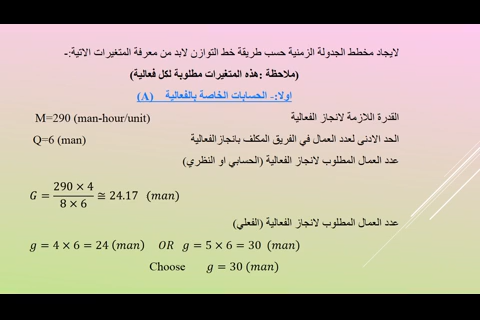 لايجاد مخطط الجدولة الزمنية حسب طريقة خط التوازن لابد من معرفة المتغيرات الاتية:-
(ملاحظة :هذه المتغيرات مطلوبة لكل فعالية)
اولا:- الحسابات الخاصة بالفعالية (A)
القدرة اللازمة لانجاز الفعالية M=290 (man-hour/unit)
الحد الادنى لعدد العمال في الفريق المكلف بانجازالفعالية Q=6 (man)
عدد العمال المطلوب لانجاز الفعالية (الحسابي او النظري)
G = \frac{290 × 4}{8 × 6} ≅ 24.17 (man)
عدد العمال المطلوب لانجاز الفعالية (الفعلي)
g = 4 × 6 = 24 (man) OR g = 5 × 6 = 30 (man)
Choose g = 30 (man)